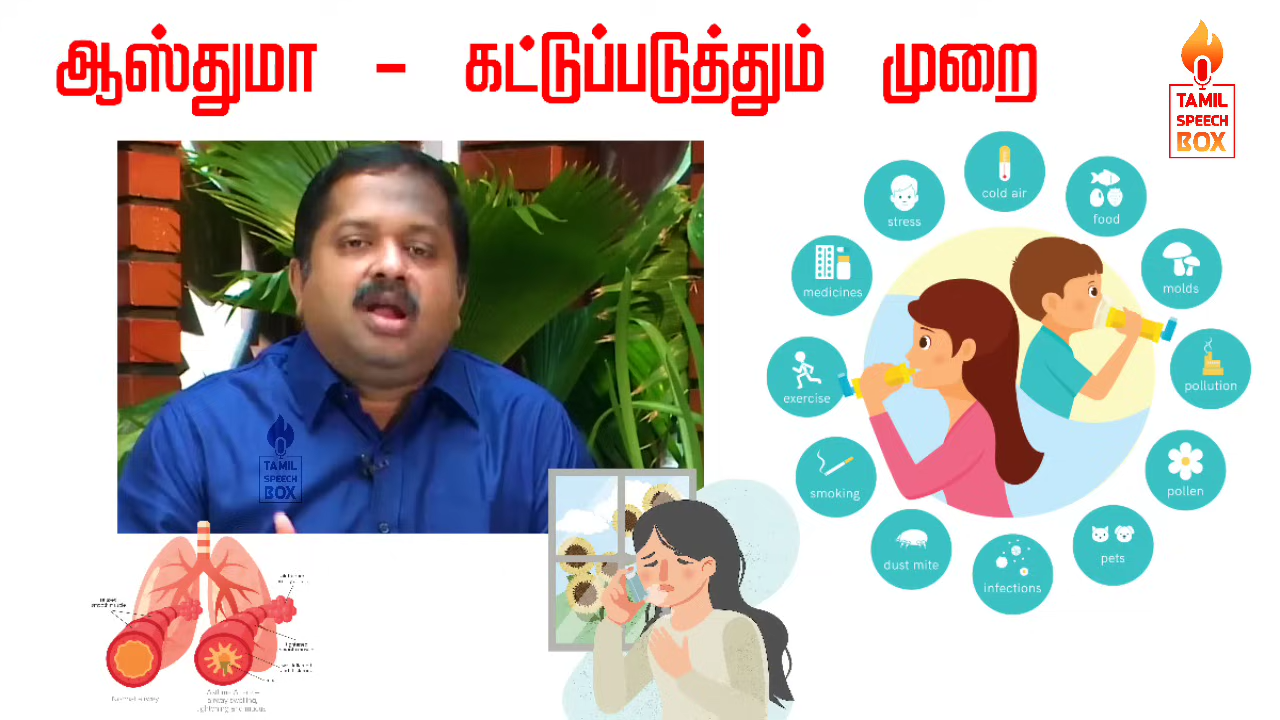 ஆஸ்துமா - கட்டுப்படுத்தும் முறை
TAMIL
SPEECH
BOX
cold air
stress
food
medicines
molds
exercise
pollution
smoking
pollen
dust mite
pets
infections
TAMIL
SPEECH
BOX